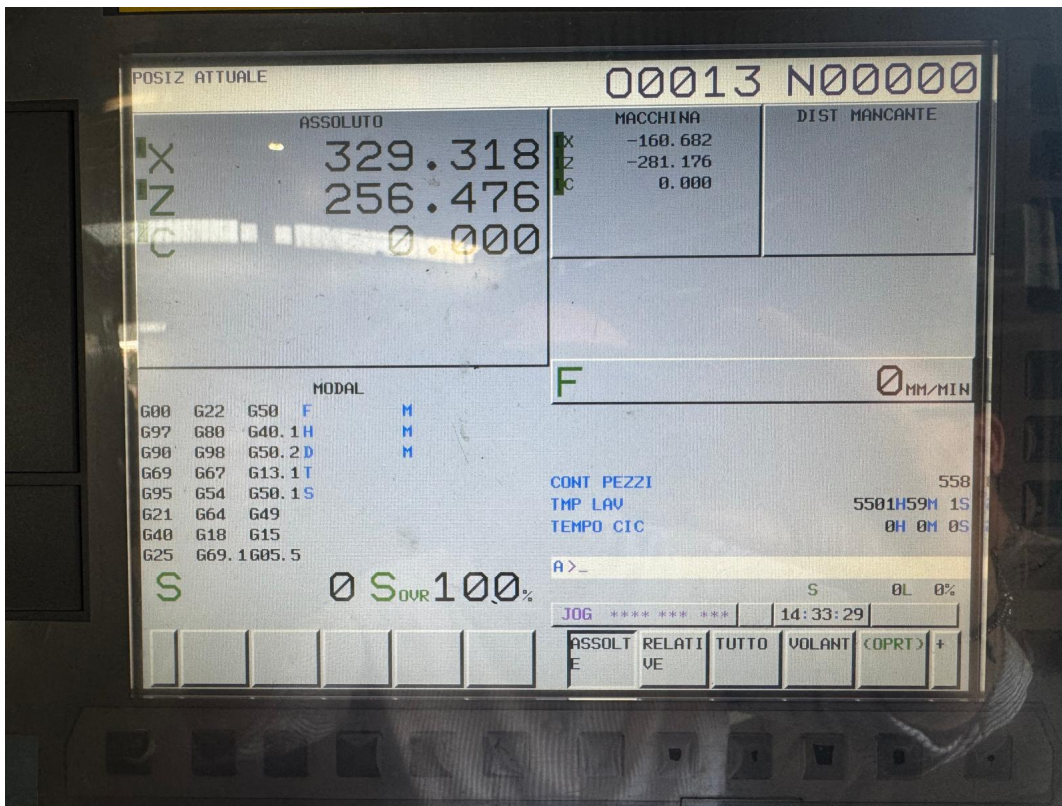 POSIZ ATTUALE O0013 N00000
ASSOLUTO
X 329.318
Z 256.476
C 0.000
MACCHINA
X -160.682
Z -281.176
C 0.000
DIST MANCANTE
F 0 MM/MIN
MODAL
G00 G22 G50 F M
G97 G80 G40.1 H M
G90 G98 G50.2 D M
G69 G67 G13.1 T
G95 G54 G50.1 S
G21 G64 G49
G40 G18 G15
G25 G69.1 G05.5
S 0 SOVR 100%
CONT PEZZI 558
TMP LAV 5501H59M 1S
TEMPO CIC 0H 0M 0S
A>_
S 0L 0%
JOG **** *** *** 14:33:29
ASSOLTE RELATIVE TUTTO VOLANT (OPRT) +